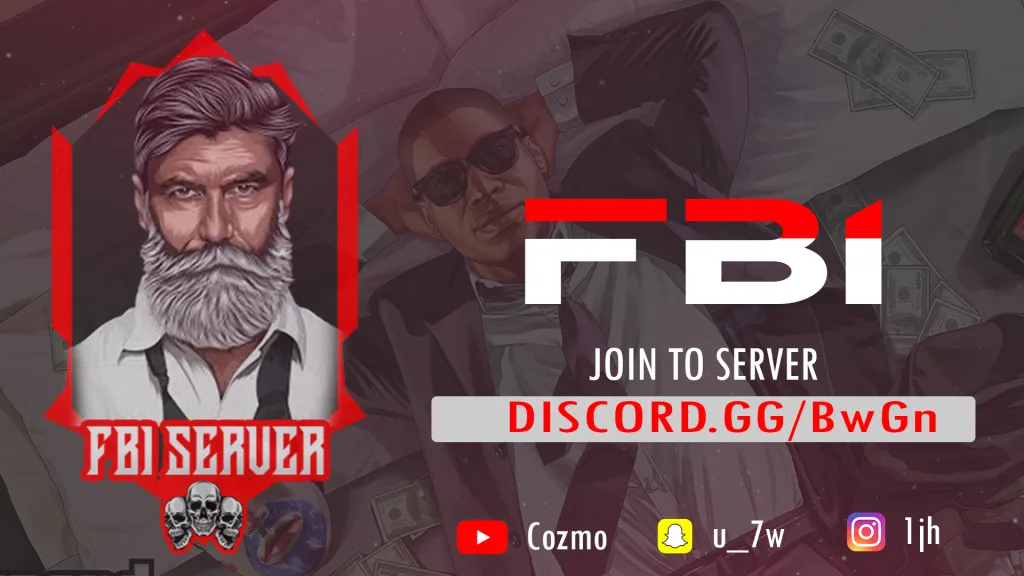 FBI SERVER
FBI
JOIN TO SERVER
DISCORD.GG/BwGn
Cozmo
u_7w
1jh